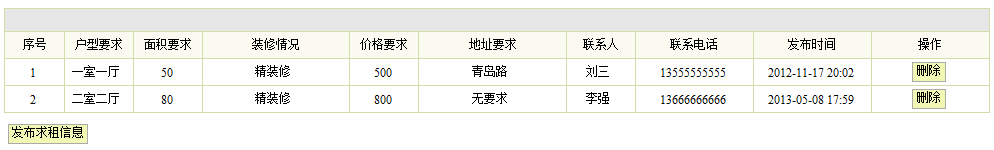 序号 户型要求 面积要求 装修情况 价格要求 地址要求 联系人 联系电话 发布时间 操作
1 一室一厅 50 精装修 500 青岛路 刘三 13555555555 2012-11-17 20:02 删除
2 二室二厅 80 精装修 800 无要求 李强 13666666666 2013-05-08 17:59 删除
发布求租信息